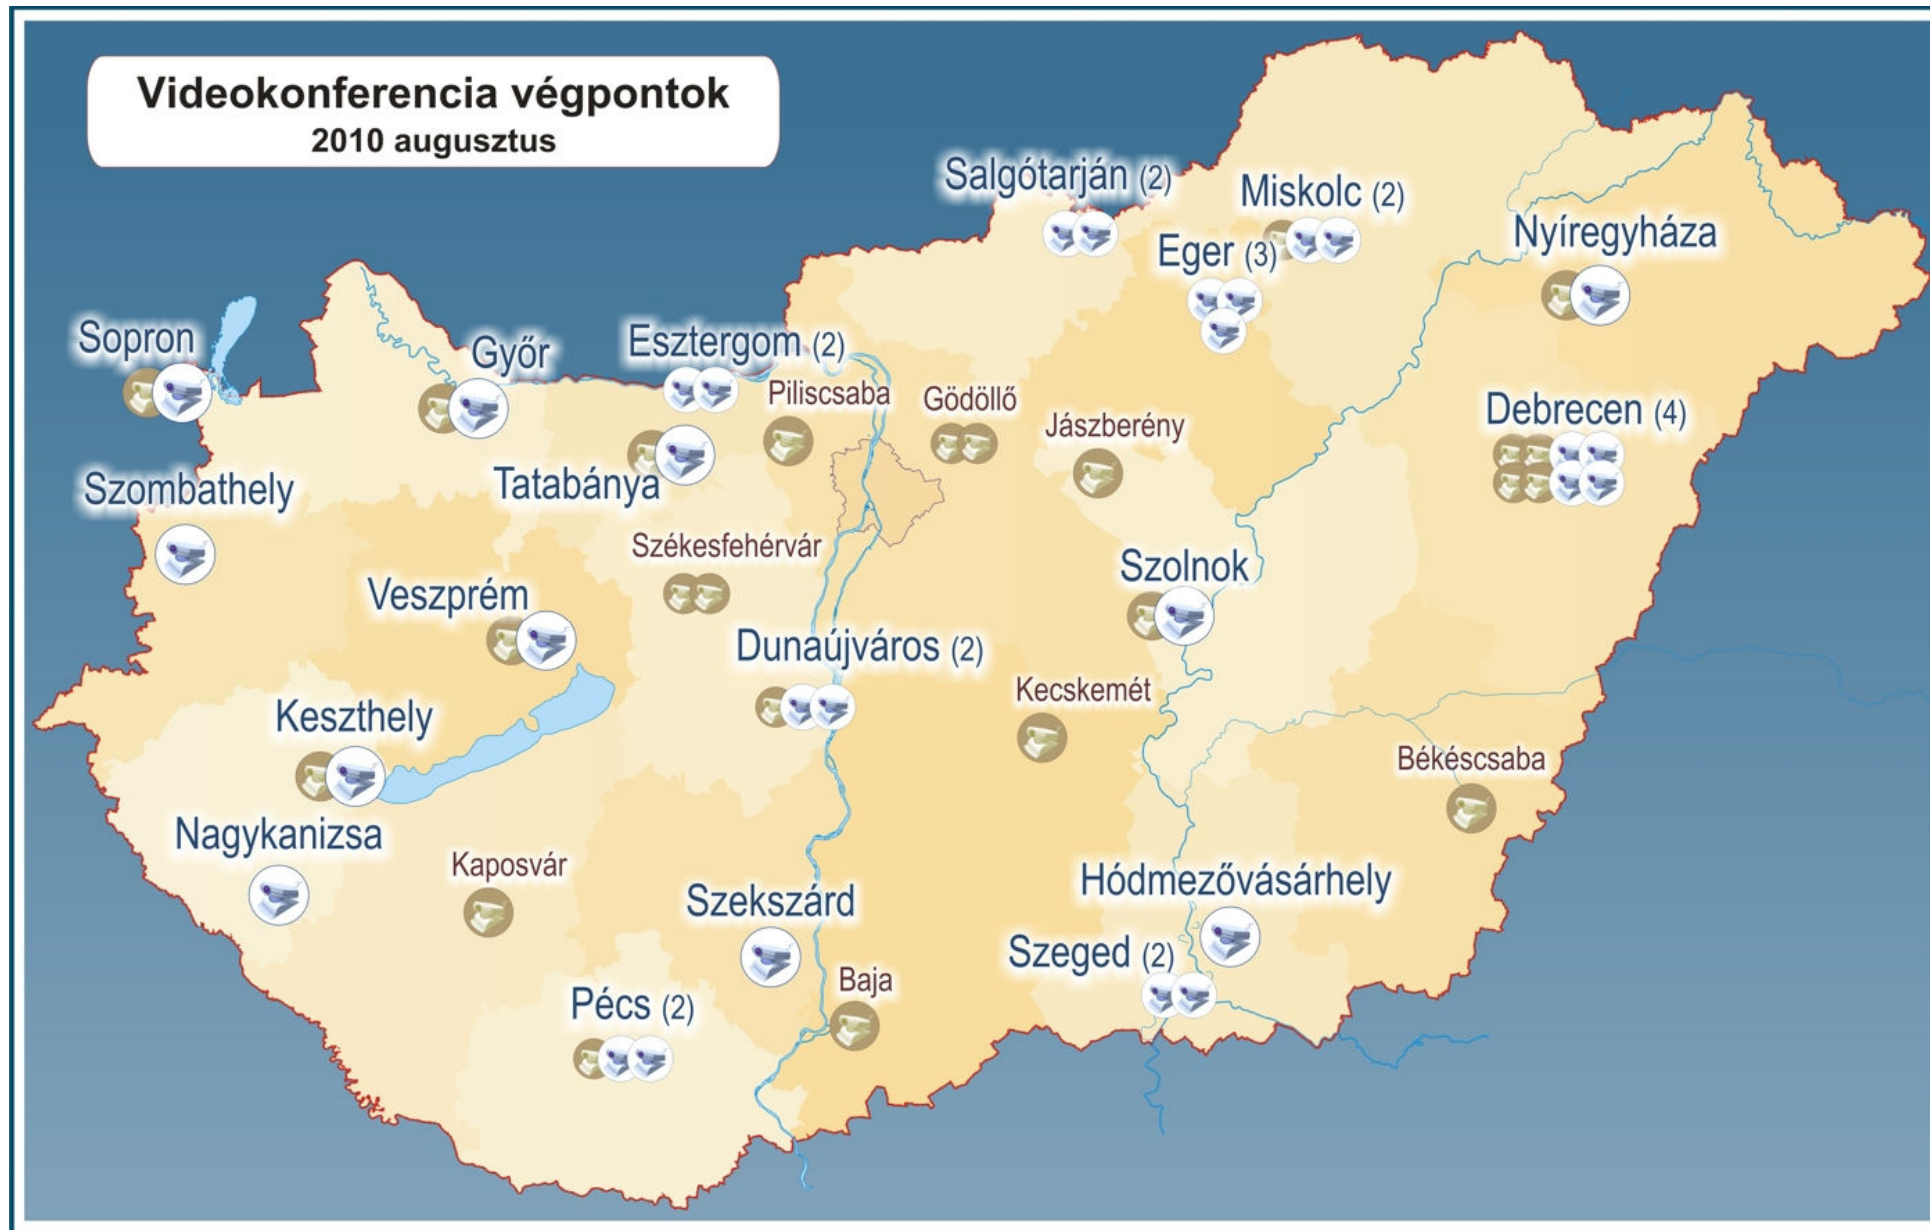 Videokonferencia végpontok
2010 augusztus
Salgótarján (2)
Miskolc (2)
Nyíregyháza
Eger (3)
Sopron
Győr
Esztergom (2)
Piliscsaba
Gödöllő
Jászberény
Debrecen (4)
Szombathely
Tatabánya
Székesfehérvár
Szolnok
Veszprém
Dunaújváros (2)
Kecskemét
Keszthely
Békéscsaba
Nagykanizsa
Kaposvár
Szekszárd
Hódmezővásárhely
Szeged (2)
Baja
Pécs (2)